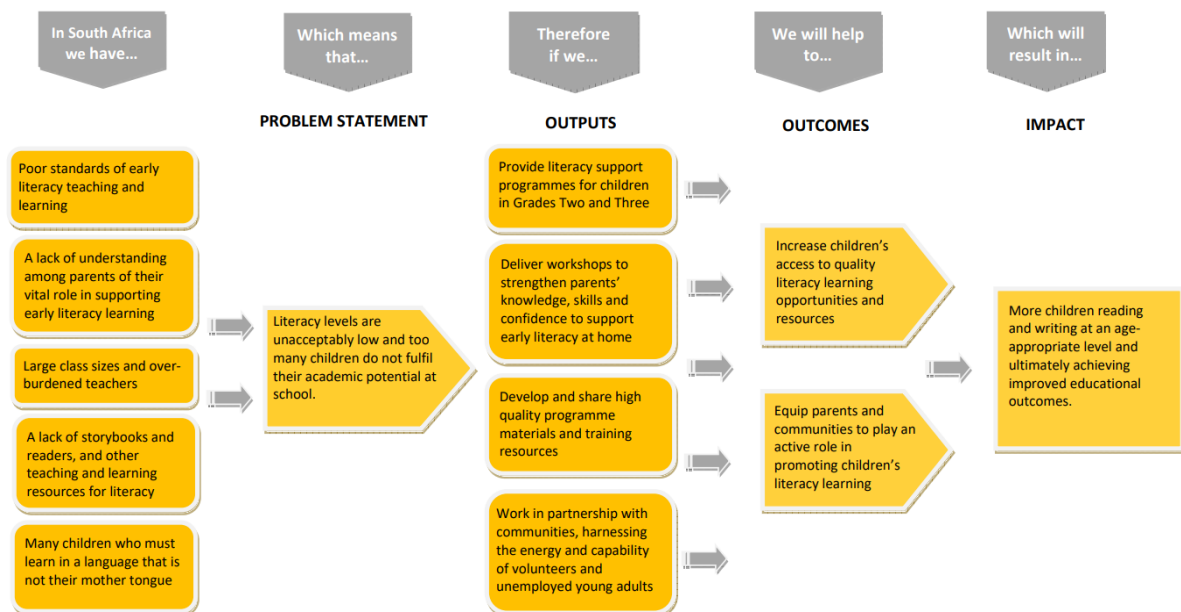 In South Africa
we have…
Which means
that…
Therefore
if we…
We will help
to…
Which will
result in…
PROBLEM STATEMENT
OUTPUTS
OUTCOMES
IMPACT
Poor standards of early
literacy teaching and
learning
A lack of understanding
among parents of their
vital role in supporting
early literacy learning
Large class sizes and over-
burdened teachers
A lack of storybooks and
readers, and other
teaching and learning
resources for literacy
Many children who must
learn in a language that is
not their mother tongue
Literacy levels are
unacceptably low and too
many children do not fulfil
their academic potential at
school.
Provide literacy support
programmes for children
in Grades Two and Three
Deliver workshops to
strengthen parents’
knowledge, skills and
confidence to support
early literacy at home
Develop and share high
quality programme
materials and training
resources
Work in partnership with
communities, harnessing
the energy and capability
of volunteers and
unemployed young adults
Increase children’s
access to quality
literacy learning
opportunities and
resources
Equip parents and
communities to play an
active role in
promoting children’s
literacy learning
More children reading
and writing at an age-
appropriate level and
ultimately achieving
improved educational
outcomes.